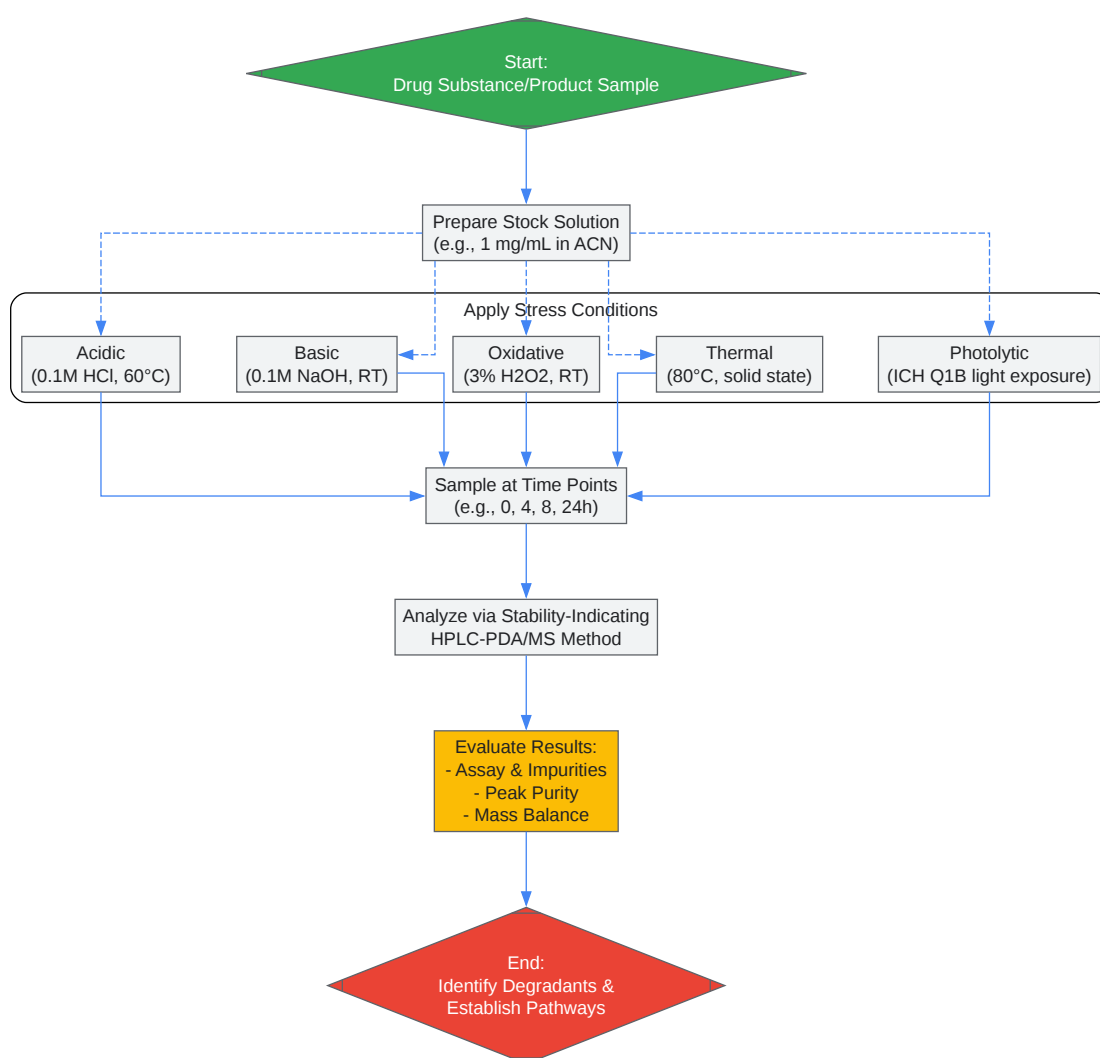 Start:
Drug Substance/Product Sample
Prepare Stock Solution
(e.g., 1 mg/mL in ACN)
Apply Stress Conditions
Acidic
(0.1M HCl, 60°C)
Basic
(0.1M NaOH, RT)
Oxidative
(3% H2O2, RT)
Thermal
(80°C, solid state)
Photolytic
(ICH Q1B light exposure)
Sample at Time Points
(e.g., 0, 4, 8, 24h)
Analyze via Stability-Indicating
HPLC-PDA/MS Method
Evaluate Results:
- Assay & Impurities
- Peak Purity
- Mass Balance
End:
Identify Degradants &
Establish Pathways